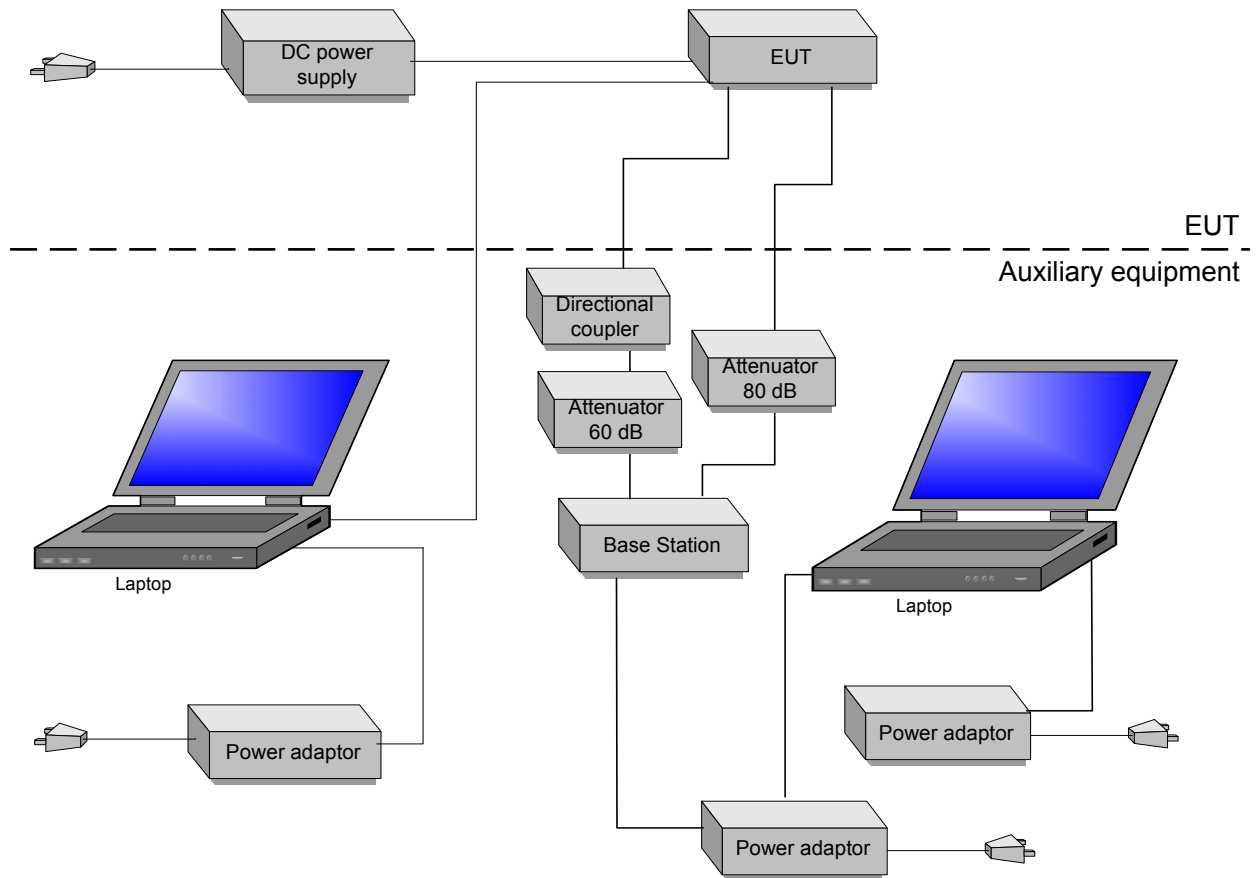 DC power
supply
EUT
EUT
Auxiliary equipment
Directional
coupler
Attenuator
80 dB
Attenuator
60 dB
Base Station
Laptop
Laptop
Power adaptor
Power adaptor
Power adaptor